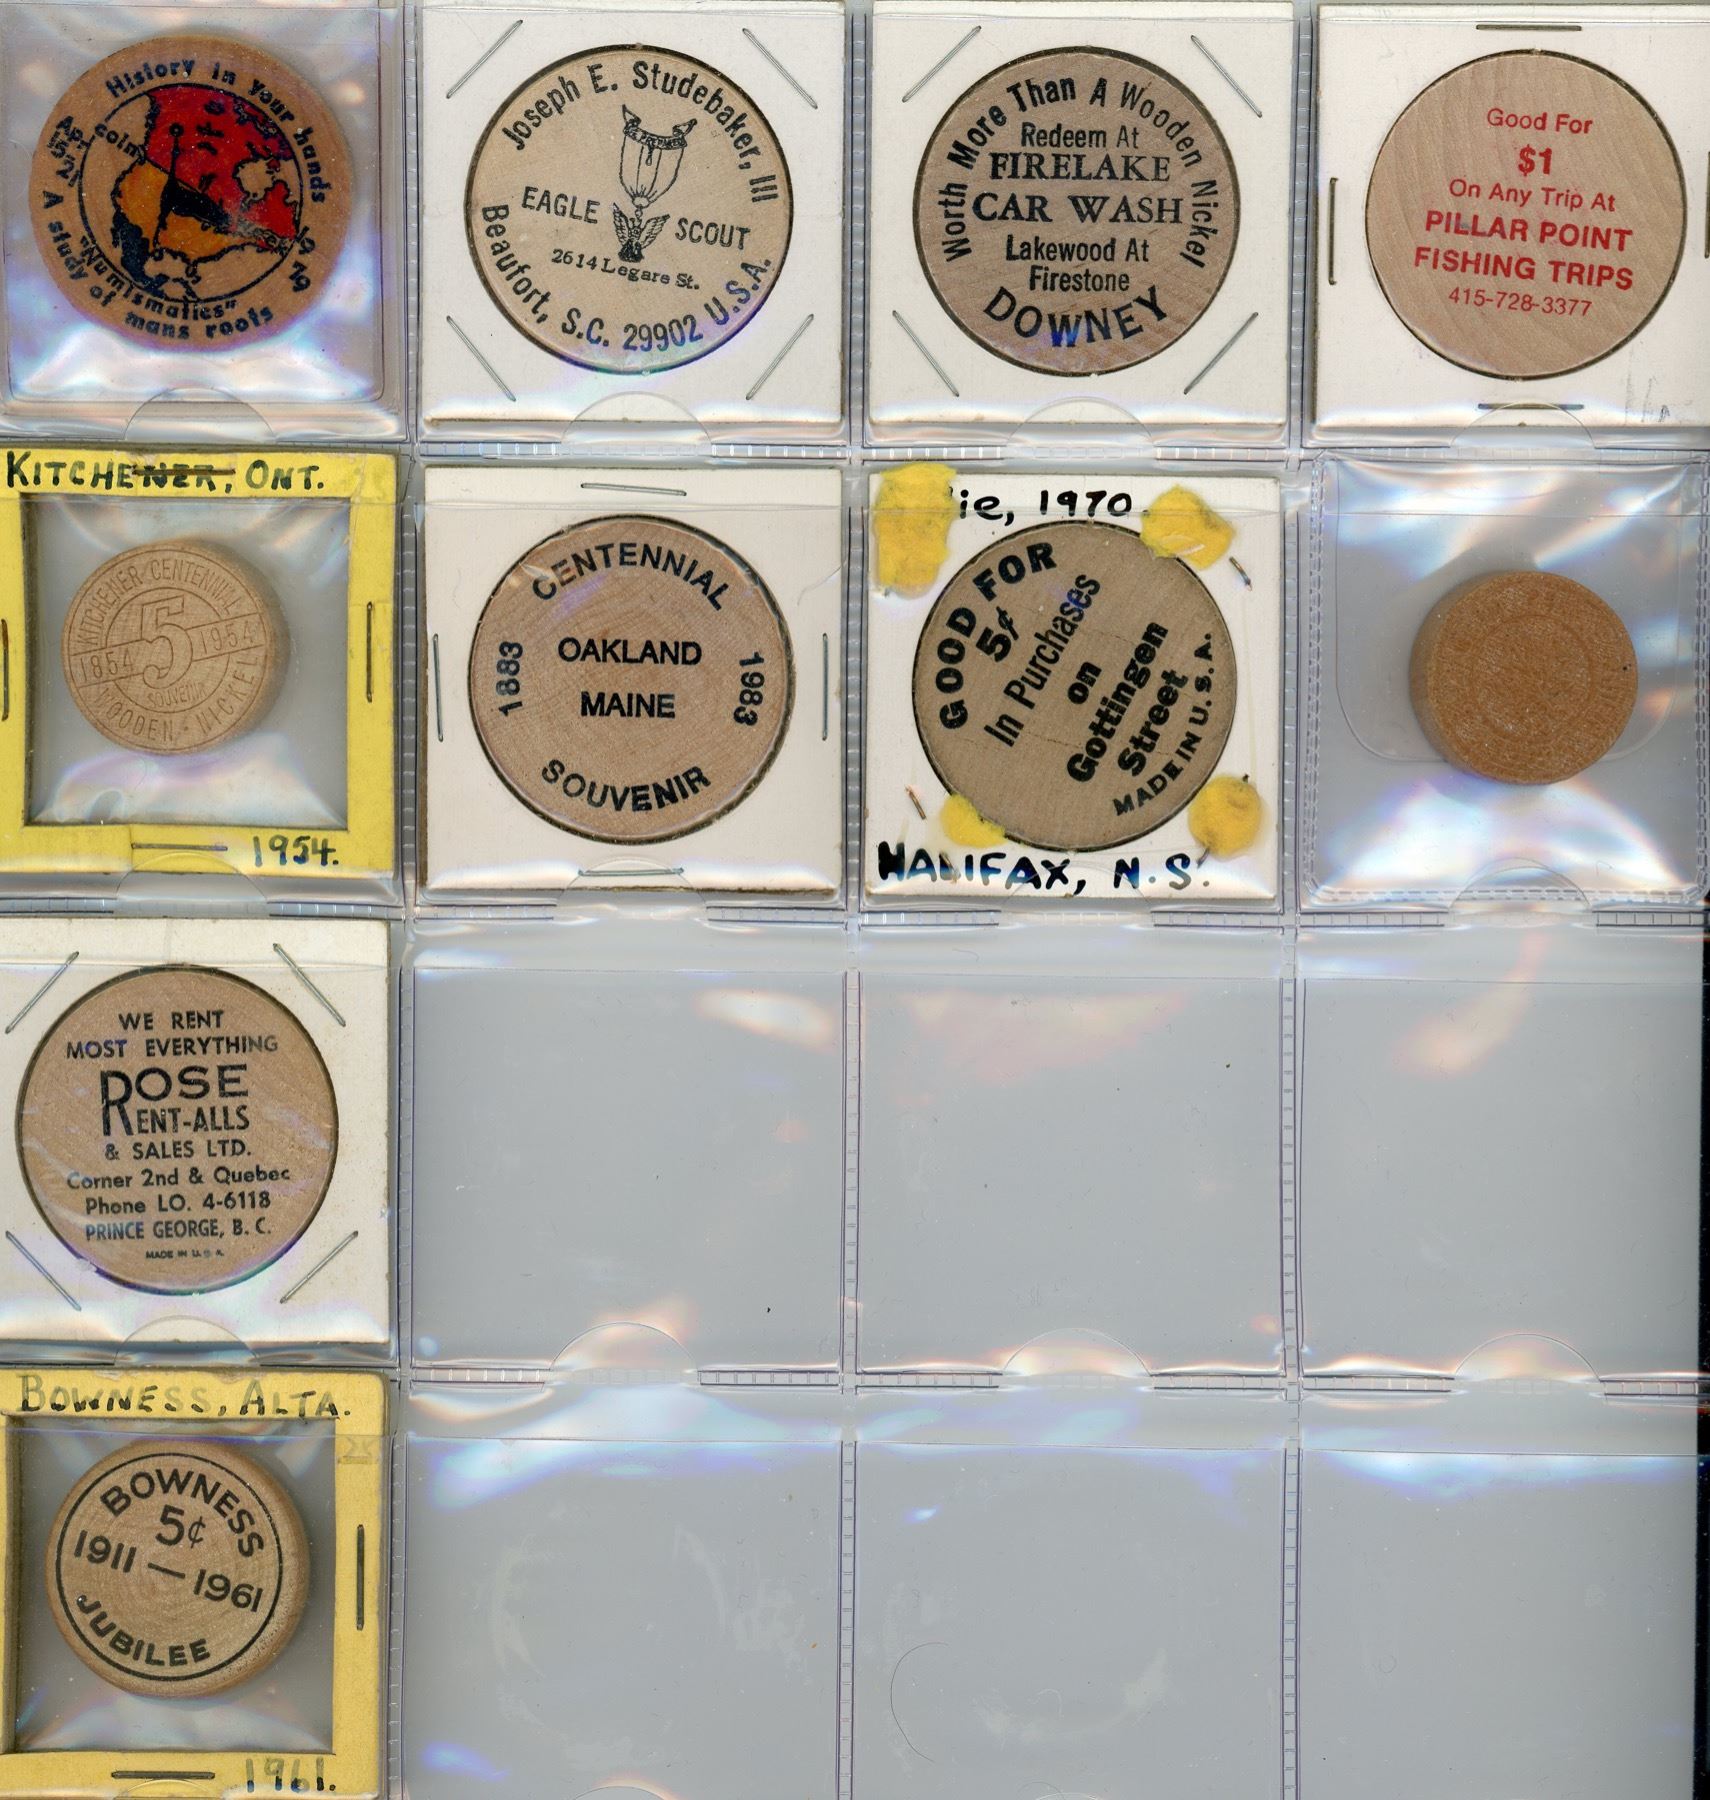 History in your hands
coin
1979
"Numismatics"
A study of mans roots
Joseph E. Studebaker, III
EAGLE SCOUT
2614 Legare St.
Beaufort, S.C. 29902 U.S.A.
Worth More Than A Wooden Nickel
Redeem At
FIRELAKE
CAR WASH
Lakewood At
Firestone
DOWNEY
Good For
$1
On Any Trip At
PILLAR POINT
FISHING TRIPS
415-728-3377
KITCHENER, ONT.
KITCHENER CENTENNIAL
5
1854 1954
SOUVENIR
WOODEN - NICKEL
1954.
CENTENNIAL
1883
OAKLAND
MAINE
1983
SOUVENIR
ie, 1970.
GOOD FOR
5¢
In Purchases
on
Gottingen
Street
MADE IN U.S.A.
HALIFAX, N.S.
WE RENT
MOST EVERYTHING
ROSE
RENT-ALLS
& SALES LTD.
Corner 2nd & Quebec
Phone LO. 4-6118
PRINCE GEORGE, B. C.
MADE IN U.S.A.
BOWNESS, ALTA.
BOWNESS
5¢
1911 — 1961
JUBILEE
1961.